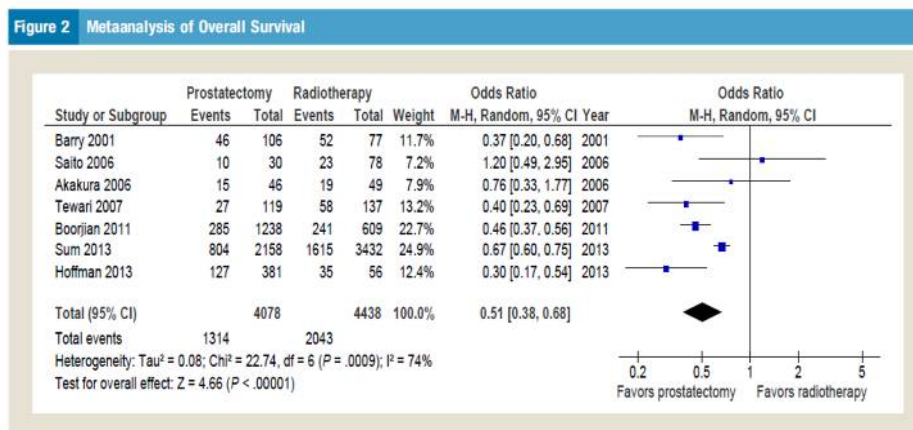 Figure 2 Metaanalysis of Overall Survival
Prostatectomy Radiotherapy Odds Ratio Odds Ratio
Study or Subgroup Events Total Events Total Weight M-H, Random, 95% CI Year M-H, Random, 95% CI
Barry 2001 46 106 52 77 11.7% 0.37 [0.20, 0.68] 2001
Saito 2006 10 30 23 78 7.2% 1.20 [0.49, 2.95] 2006
Akakura 2006 15 46 19 49 7.9% 0.76 [0.33, 1.77] 2006
Tewari 2007 27 119 58 137 13.2% 0.40 [0.23, 0.69] 2007
Boorjian 2011 285 1238 241 609 22.7% 0.46 [0.37, 0.56] 2011
Sum 2013 804 2158 1615 3432 24.9% 0.67 [0.60, 0.75] 2013
Hoffman 2013 127 381 35 56 12.4% 0.30 [0.17, 0.54] 2013
Total (95% CI) 4078 4438 100.0% 0.51 [0.38, 0.68]
Total events 1314 2043
Heterogeneity: Tau² = 0.08; Chi² = 22.74, df = 6 (P = .0009); I² = 74%
Test for overall effect: Z = 4.66 (P < .00001)
0.2 0.5 1 2 5
Favors prostatectomy Favors radiotherapy